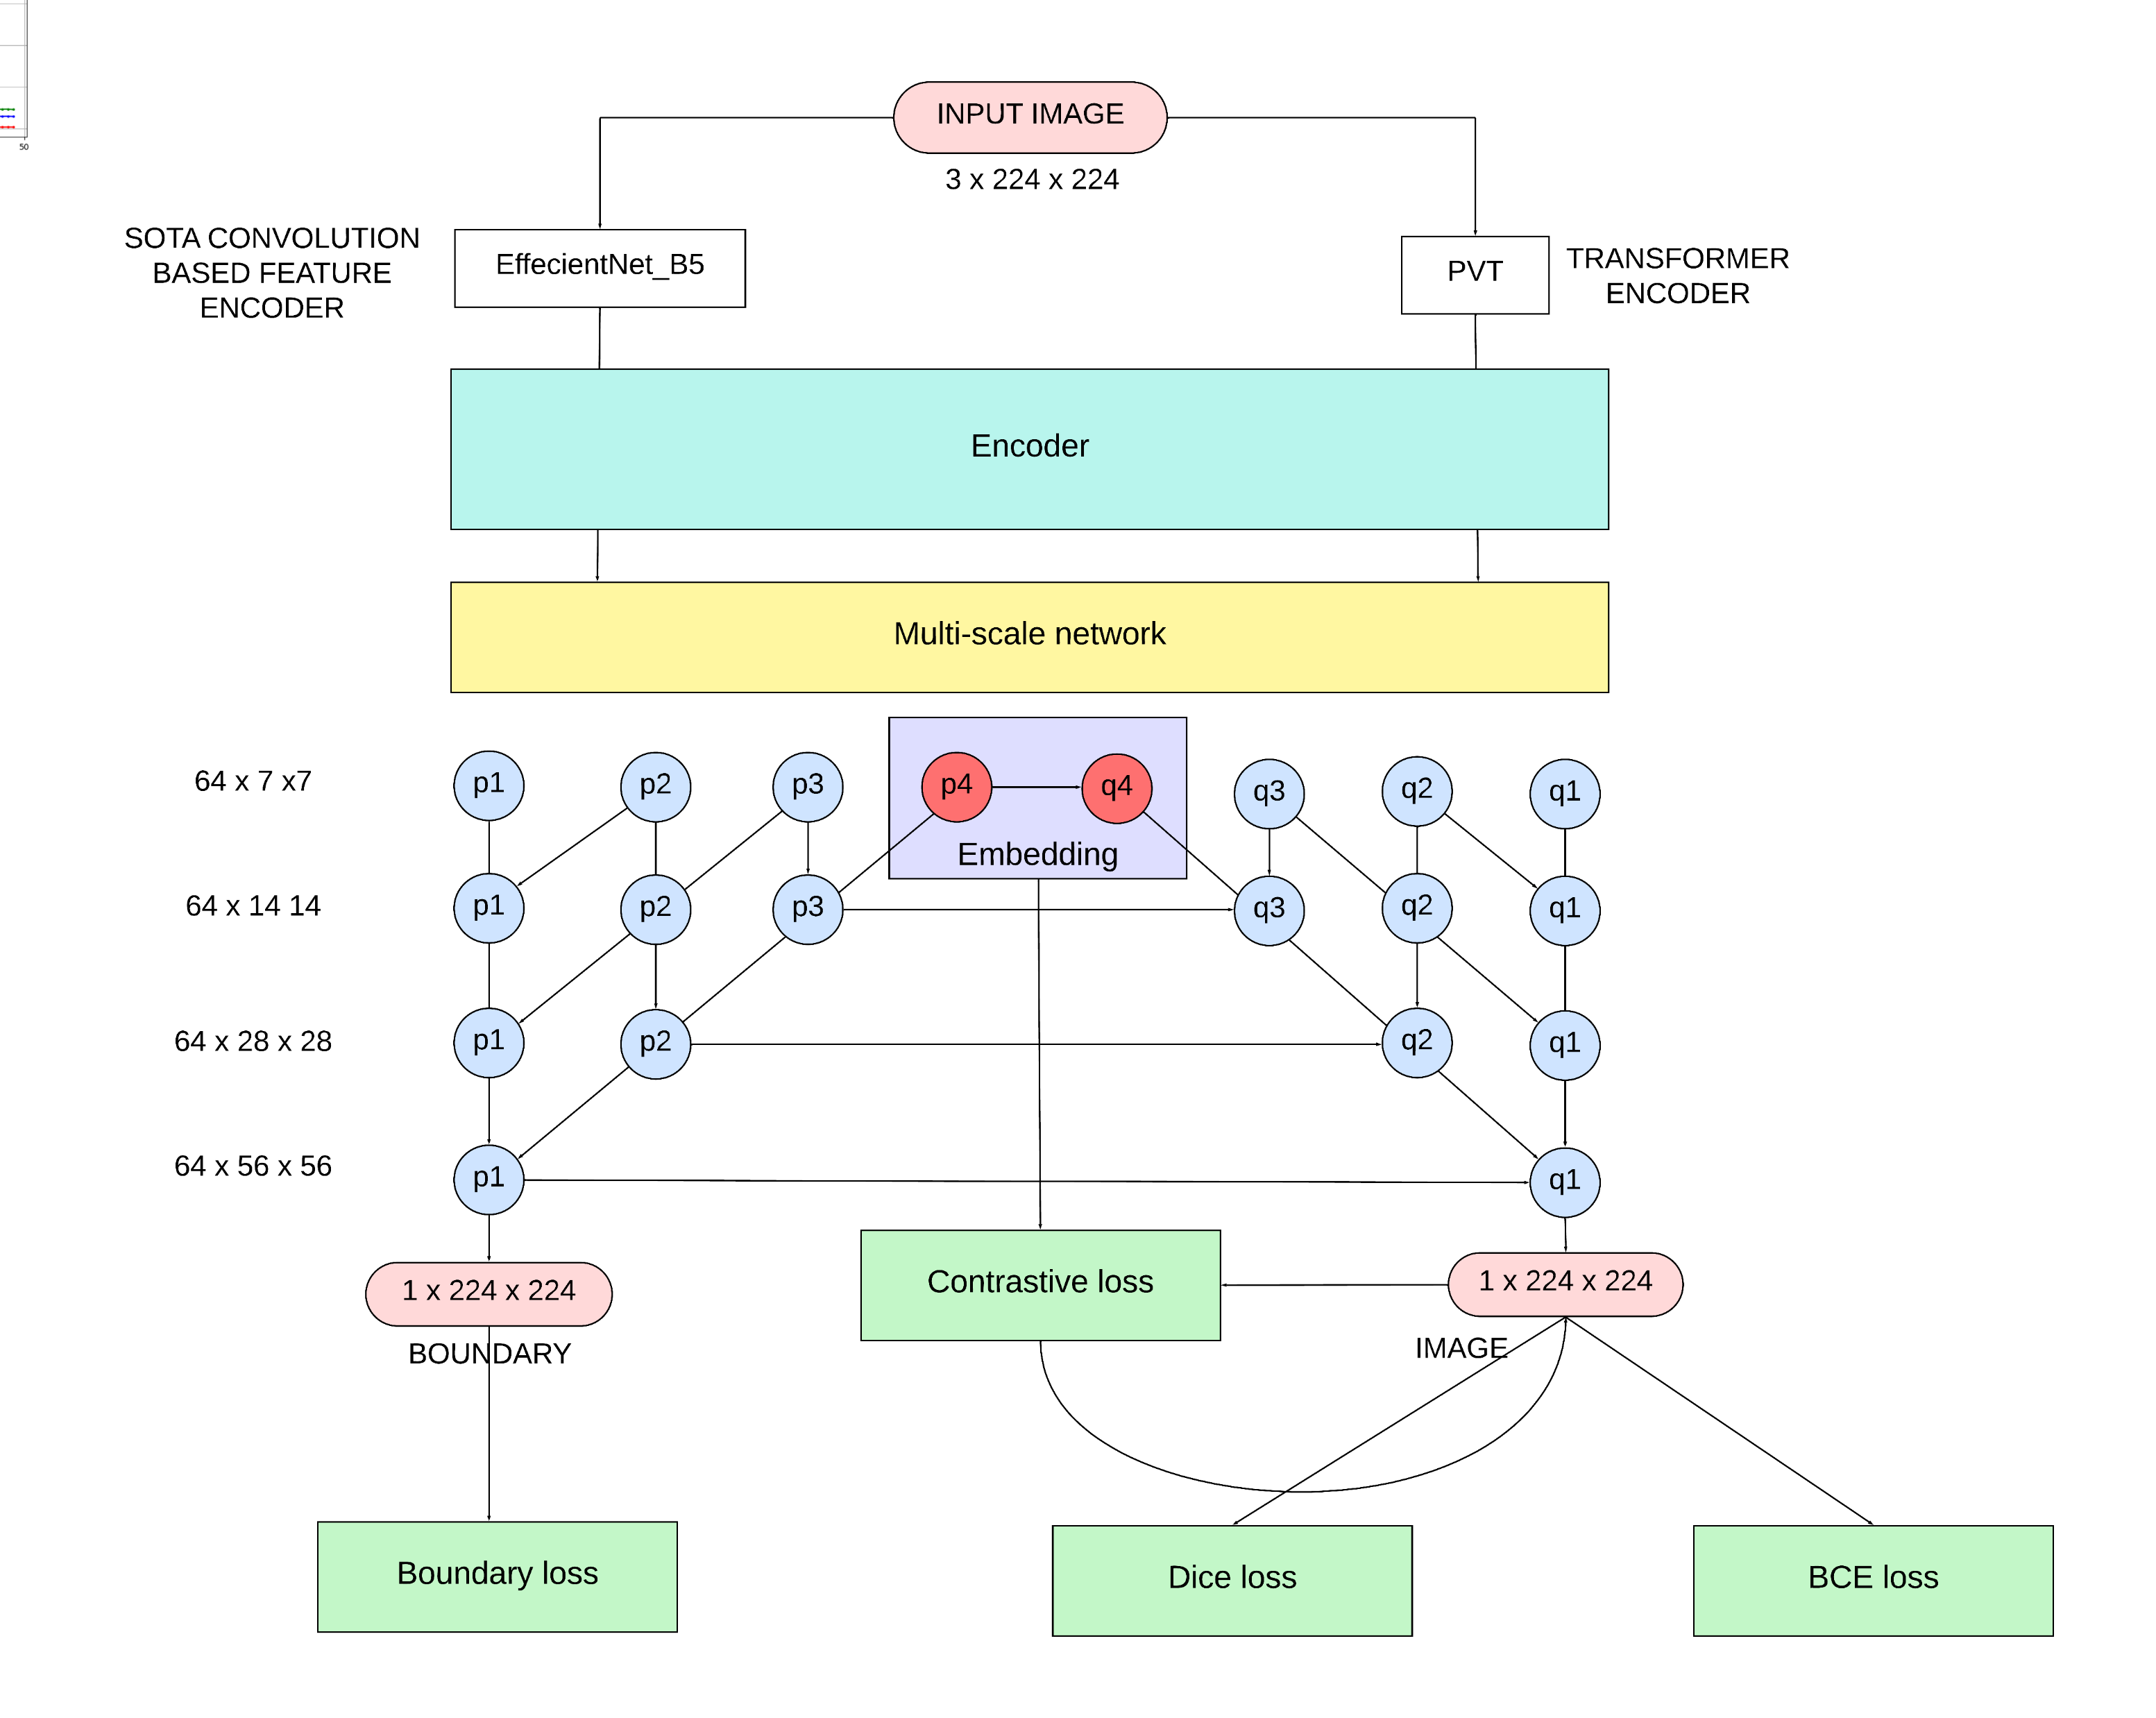 50
INPUT IMAGE
3 x 224 x 224
SOTA CONVOLUTION
BASED FEATURE
ENCODER
EffecientNet_B5
PVT
TRANSFORMER
ENCODER
Encoder
Multi-scale network
64 x 7 x7
p1 p2 p3 p4 q4 q3 q2 q1
Embedding
64 x 14 14
p1 p2 p3 q3 q2 q1
64 x 28 x 28
p1 p2 q2 q1
64 x 56 x 56
p1 q1
1 x 224 x 224
BOUNDARY
Contrastive loss
1 x 224 x 224
IMAGE
Boundary loss
Dice loss
BCE loss